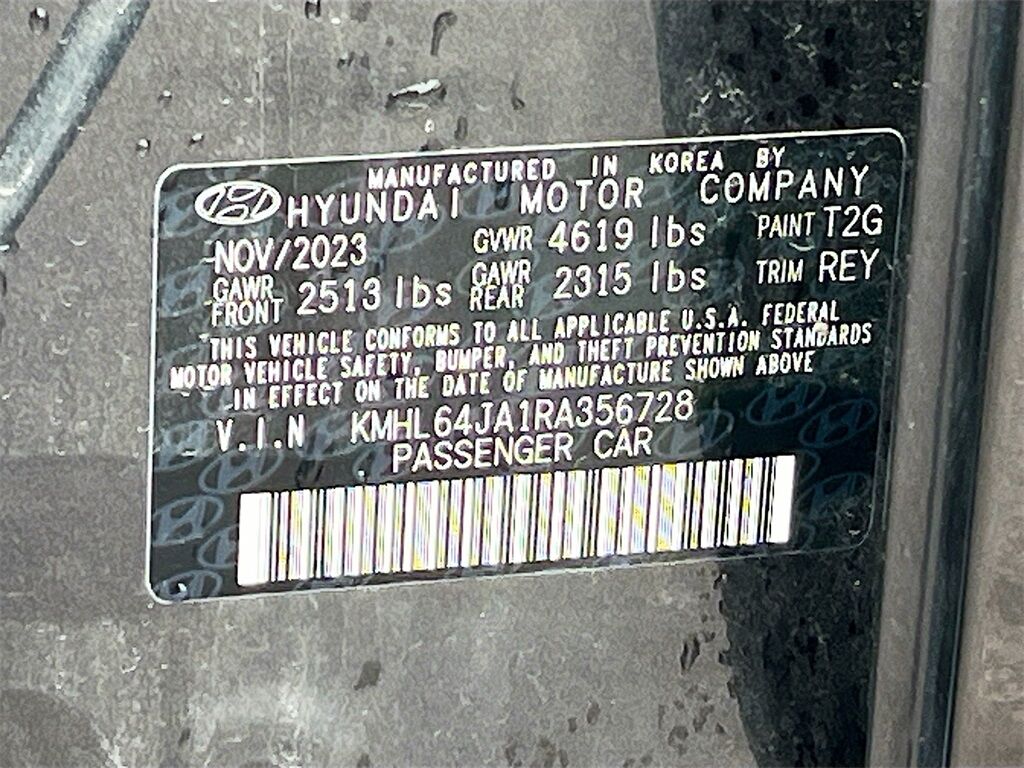 MANUFACTURED IN KOREA BY
HYUNDAI MOTOR COMPANY
NOV/2023 GVWR 4619 lbs PAINT T2G
GAWR FRONT 2513 lbs GAWR REAR 2315 lbs TRIM REY
THIS VEHICLE CONFORMS TO ALL APPLICABLE U.S.A. FEDERAL
MOTOR VEHICLE SAFETY, BUMPER, AND THEFT PREVENTION STANDARDS
IN EFFECT ON THE DATE OF MANUFACTURE SHOWN ABOVE
V.I.N KMHL64JA1RA356728
PASSENGER CAR